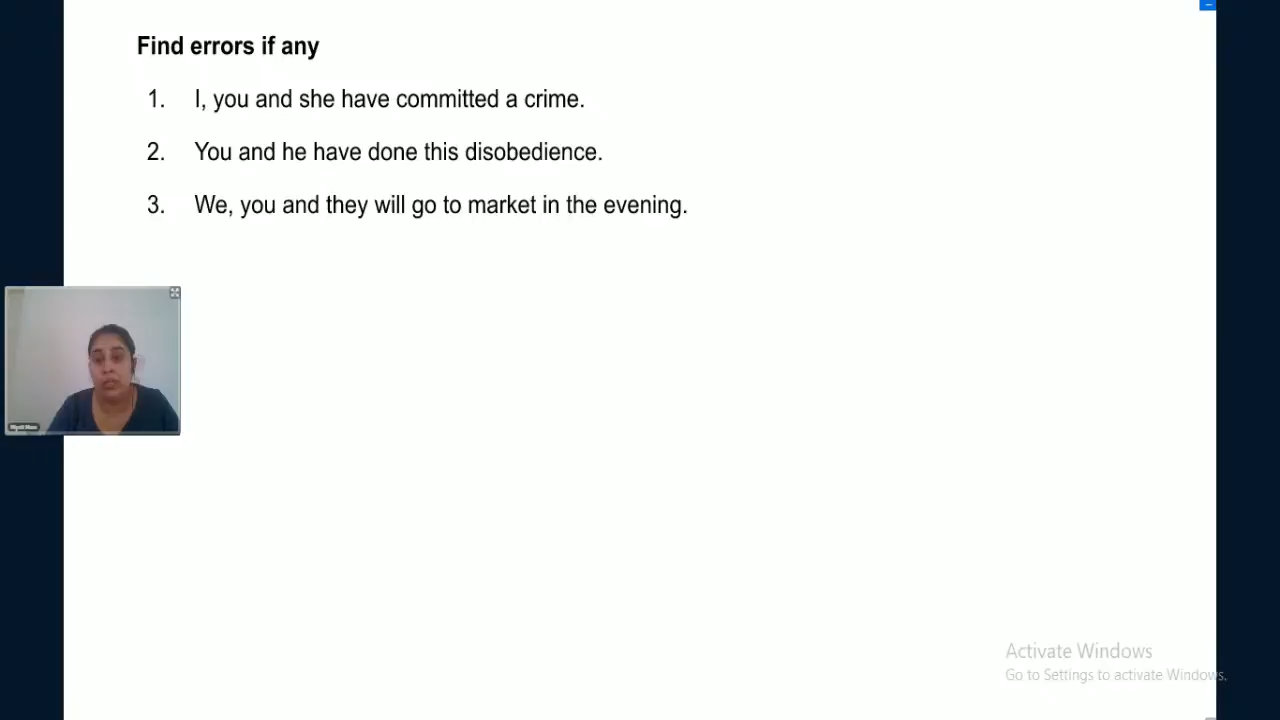 Find errors if any
1. I, you and she have committed a crime.
2. You and he have done this disobedience.
3. We, you and they will go to market in the evening.
Activate Windows
Go to Settings to activate Windows.